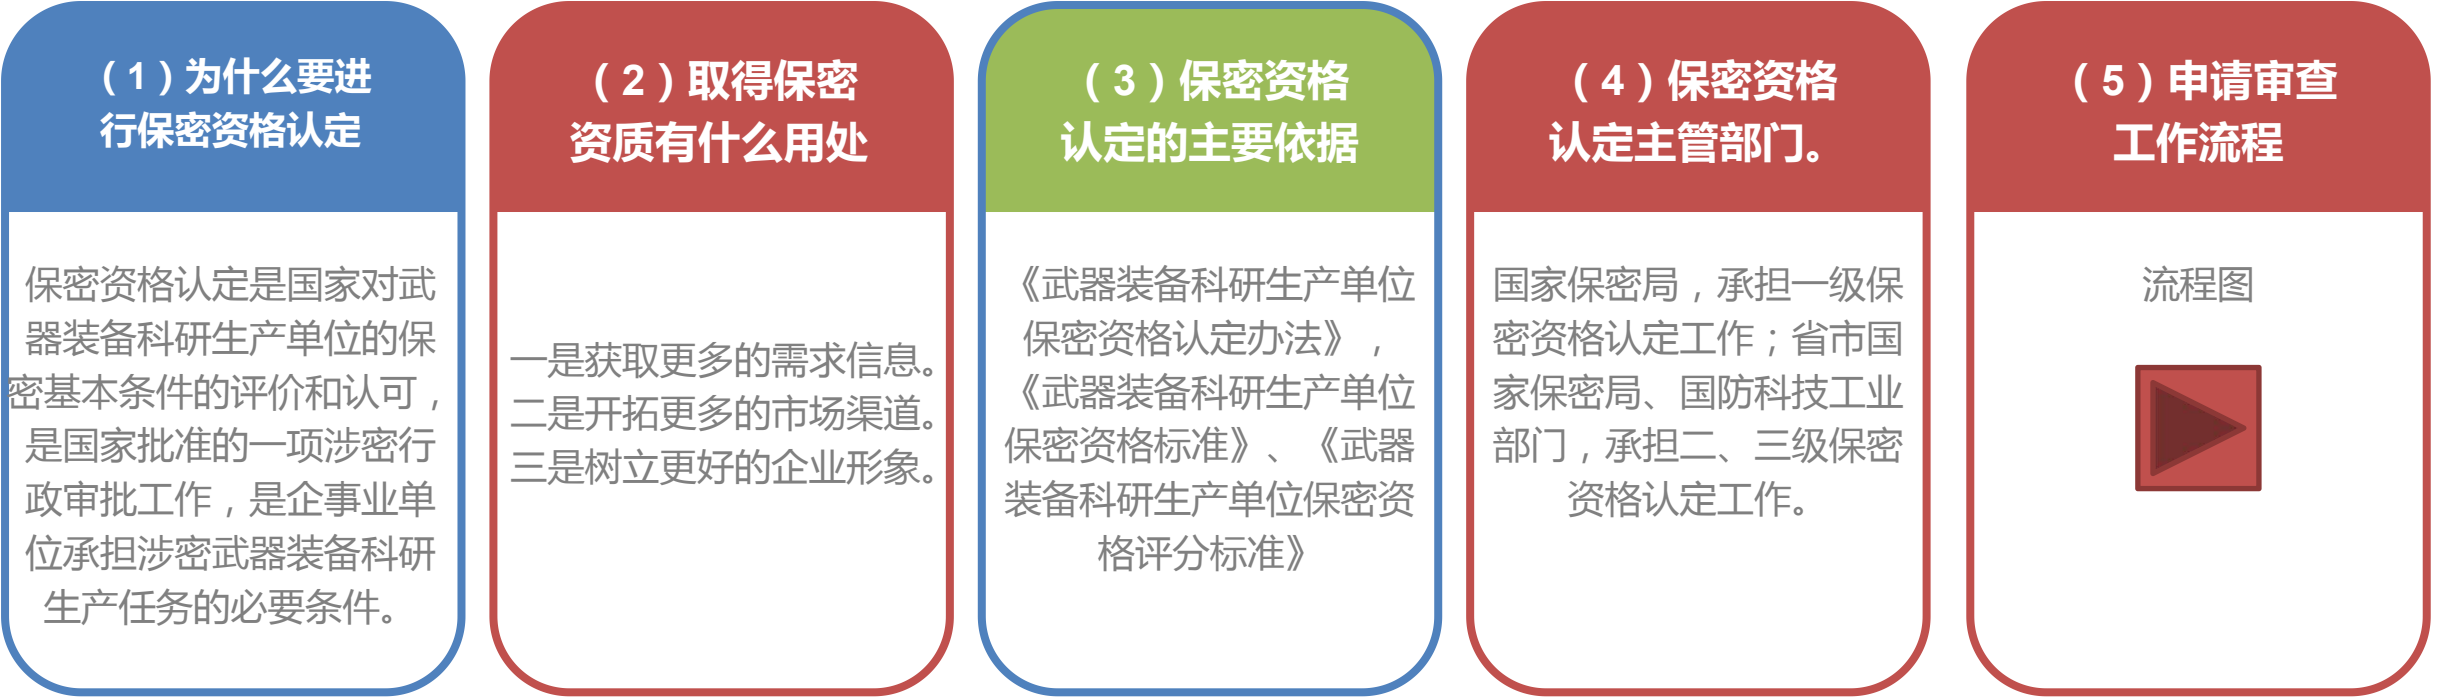 （1）为什么要进
行保密资格认定
保密资格认定是国家对武
器装备科研生产单位的保
密基本条件的评价和认可，
是国家批准的一项涉密行
政审批工作，是企事业单
位承担涉密武器装备科研
生产任务的必要条件。
（2）取得保密
资质有什么用处
一是获取更多的需求信息。
二是开拓更多的市场渠道。
三是树立更好的企业形象。
（3）保密资格
认定的主要依据
《武器装备科研生产单位
保密资格认定办法》，
《武器装备科研生产单位
保密资格标准》、《武器
装备科研生产单位保密资
格评分标准》
（4）保密资格
认定主管部门。
国家保密局，承担一级保
密资格认定工作；省市国
家保密局、国防科技工业
部门，承担二、三级保密
资格认定工作。
（5）申请审查
工作流程
流程图